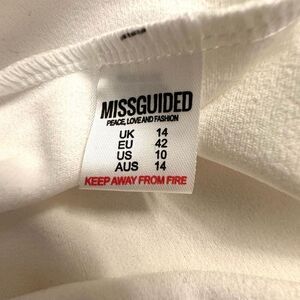 MISSGUIDED
PEACE, LOVE AND FASHION
UK 14
EU 42
US 10
AUS 14
KEEP AWAY FROM FIRE